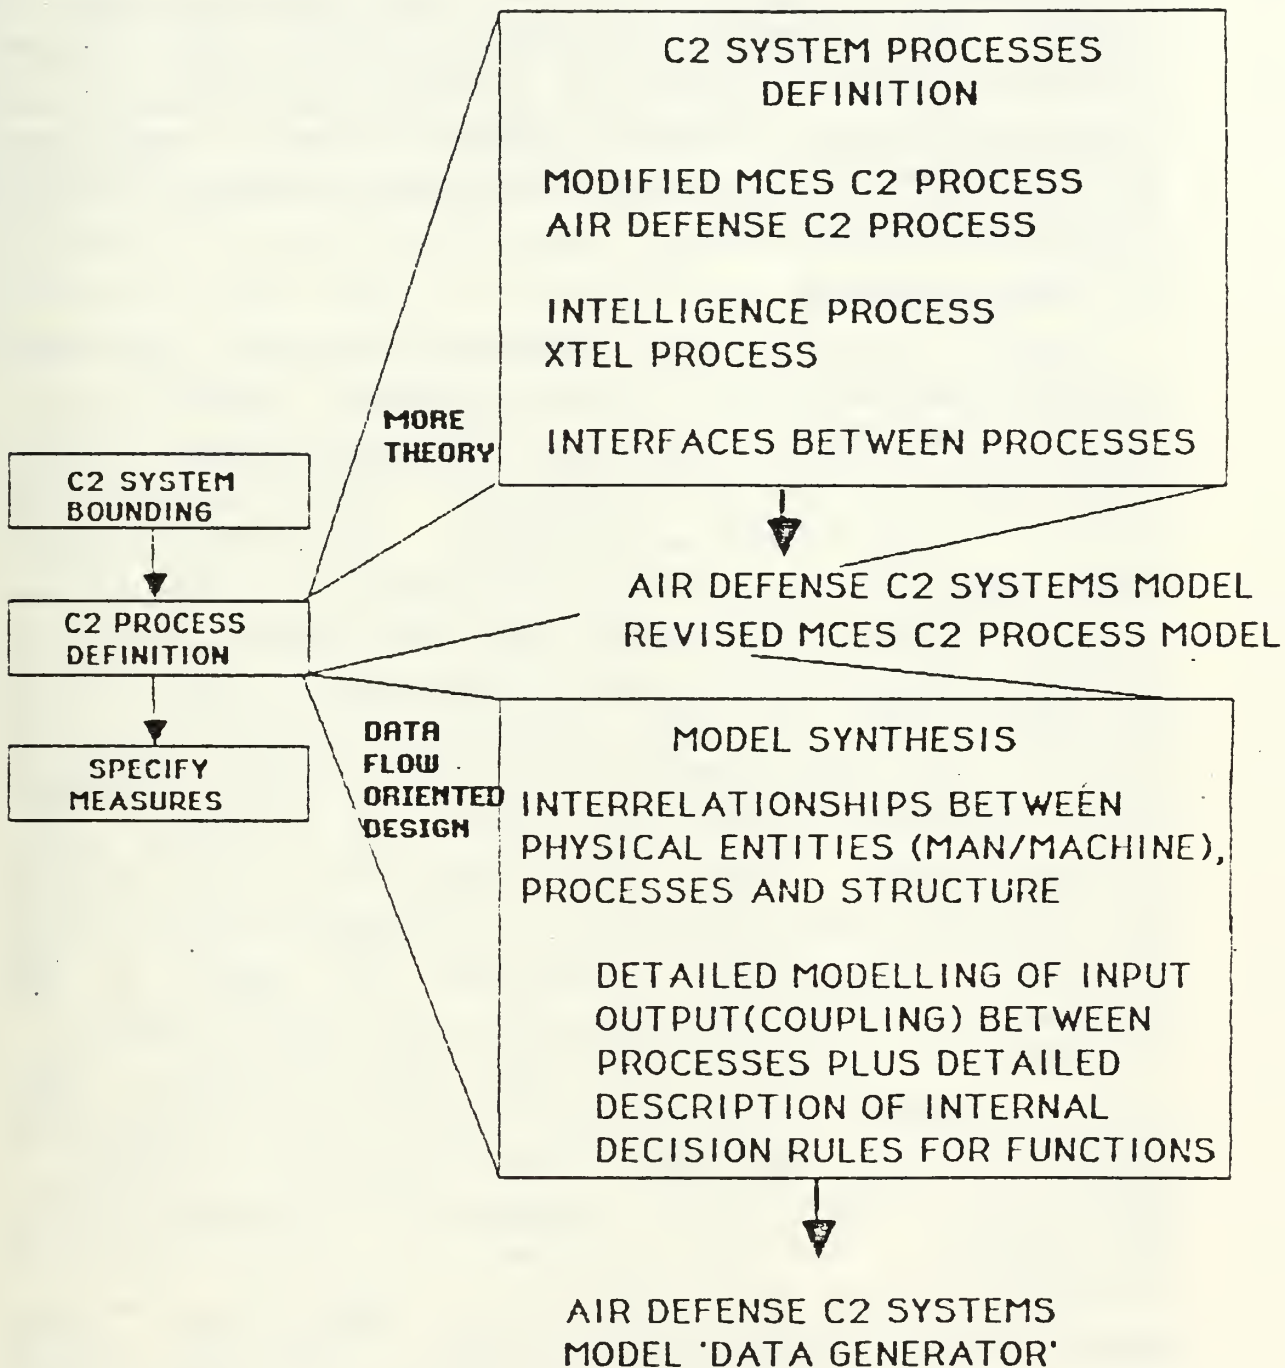 C2 SYSTEM PROCESSES
DEFINITION
MODIFIED MCES C2 PROCESS
AIR DEFENSE C2 PROCESS
INTELLIGENCE PROCESS
XTEL PROCESS
INTERFACES BETWEEN PROCESSES
MORE
THEORY
C2 SYSTEM
BOUNDING
C2 PROCESS
DEFINITION
SPECIFY
MEASURES
AIR DEFENSE C2 SYSTEMS MODEL
REVISED MCES C2 PROCESS MODEL
DATA
FLOW
ORIENTED
DESIGN
MODEL SYNTHESIS
INTERRELATIONSHIPS BETWEEN
PHYSICAL ENTITIES (MAN/MACHINE),
PROCESSES AND STRUCTURE
DETAILED MODELLING OF INPUT
OUTPUT(COUPLING) BETWEEN
PROCESSES PLUS DETAILED
DESCRIPTION OF INTERNAL
DECISION RULES FOR FUNCTIONS
AIR DEFENSE C2 SYSTEMS
MODEL 'DATA GENERATOR'